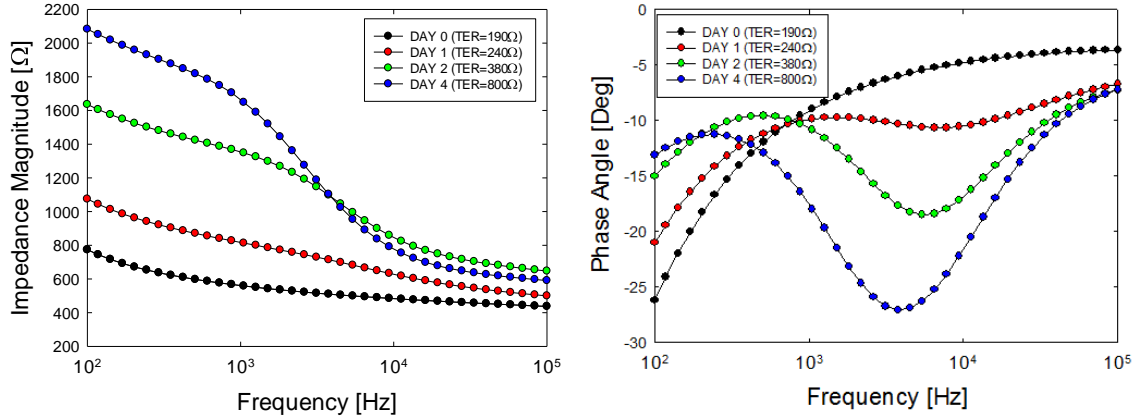 2200
2000
1800
1600
1400
1200
1000
800
600
400
200
Impedance Magnitude [Ω]
DAY 0 (TER=190Ω)
DAY 1 (TER=240Ω)
DAY 2 (TER=380Ω)
DAY 4 (TER=800Ω)
10²
10³
10⁴
10⁵
Frequency [Hz]
0
-5
-10
-15
-20
-25
-30
Phase Angle [Deg]
DAY 0 (TER=190Ω)
DAY 1 (TER=240Ω)
DAY 2 (TER=380Ω)
DAY 4 (TER=800Ω)
10²
10³
10⁴
10⁵
Frequency [Hz]